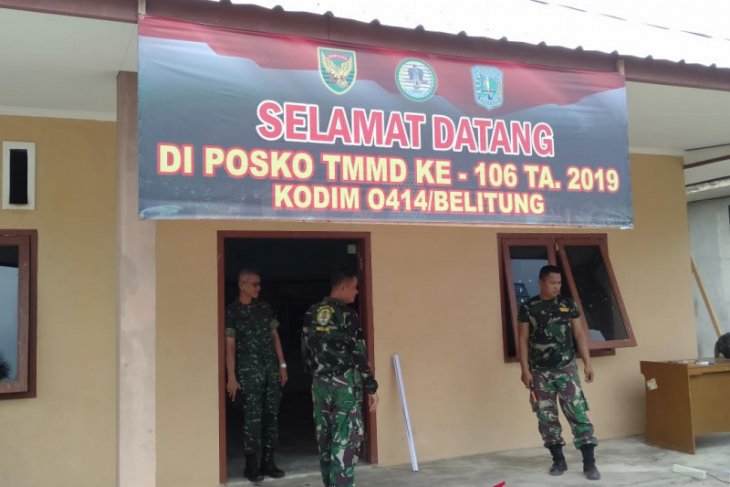 SELAMAT DATANG
DI POSKO TMMD KE - 106 TA. 2019
KODIM 0414/BELITUNG